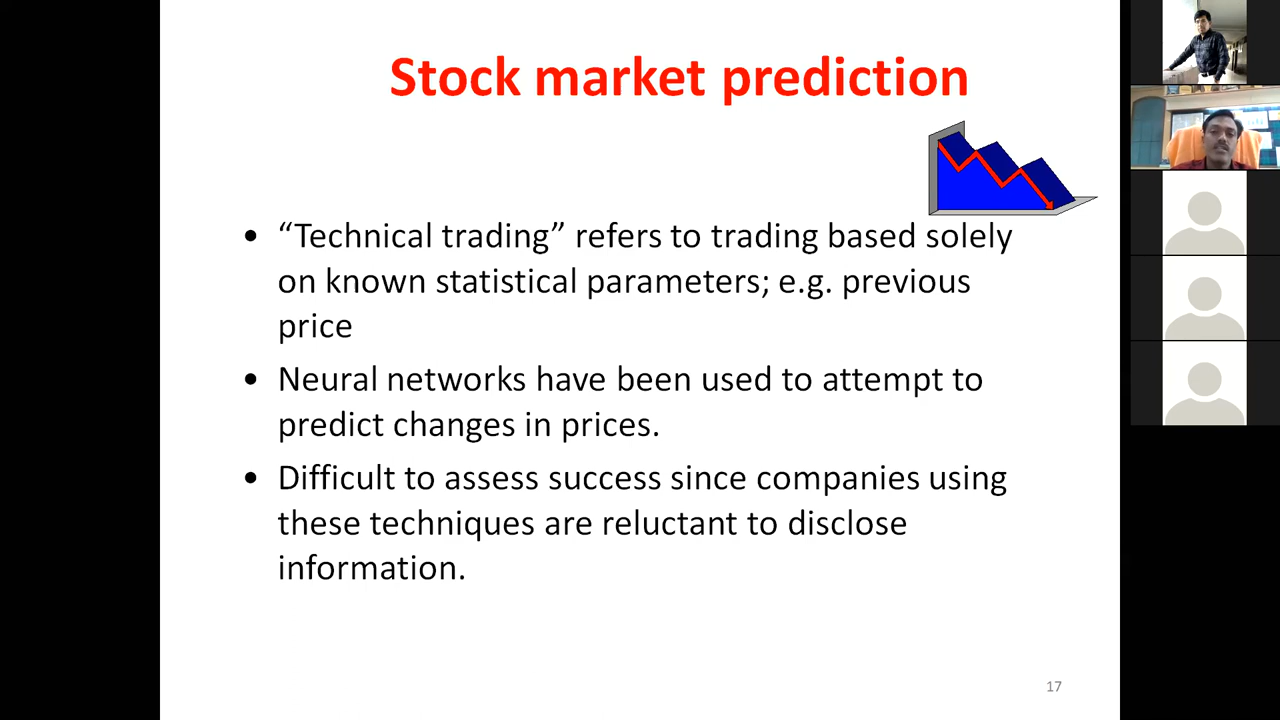 Stock market prediction
• “Technical trading” refers to trading based solely
on known statistical parameters; e.g. previous
price
• Neural networks have been used to attempt to
predict changes in prices.
• Difficult to assess success since companies using
these techniques are reluctant to disclose
information.
17